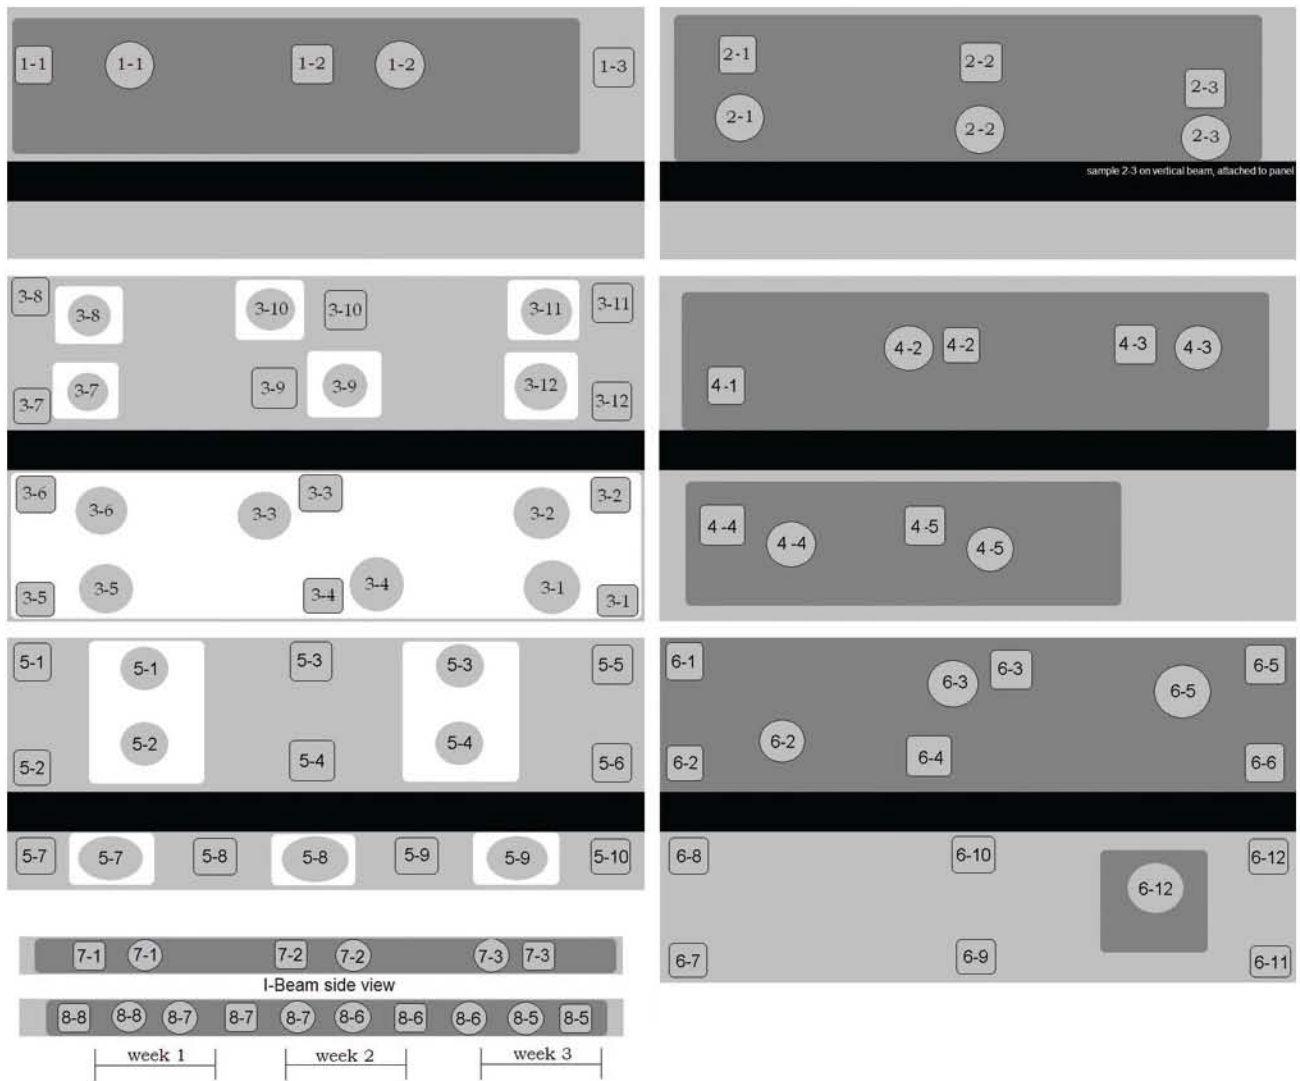 1-1 1-1 1-2 1-2 1-3
2-1 2-2 2-3
2-1 2-2 2-3
sample 2-3 on vertical beam, attached to panel
3-8 3-8 3-10 3-10 3-11 3-11
3-7 3-7 3-9 3-9 3-12 3-12
3-6 3-6 3-3 3-3 3-2 3-2
3-5 3-5 3-4 3-4 3-1 3-1
4-2 4-2 4-3 4-3
4-1
4-4 4-4 4-5 4-5
5-1 5-1 5-3 5-3 5-5
5-2 5-2 5-4 5-4 5-6
5-7 5-7 5-8 5-8 5-9 5-9 5-10
6-1 6-3 6-3 6-5 6-5
6-2 6-2 6-4 6-6
6-8 6-10 6-12 6-12
6-7 6-9 6-11
7-1 7-1 7-2 7-2 7-3 7-3
I-Beam side view
8-8 8-8 8-7 8-7 8-7 8-6 8-6 8-6 8-5 8-5
week 1 week 2 week 3